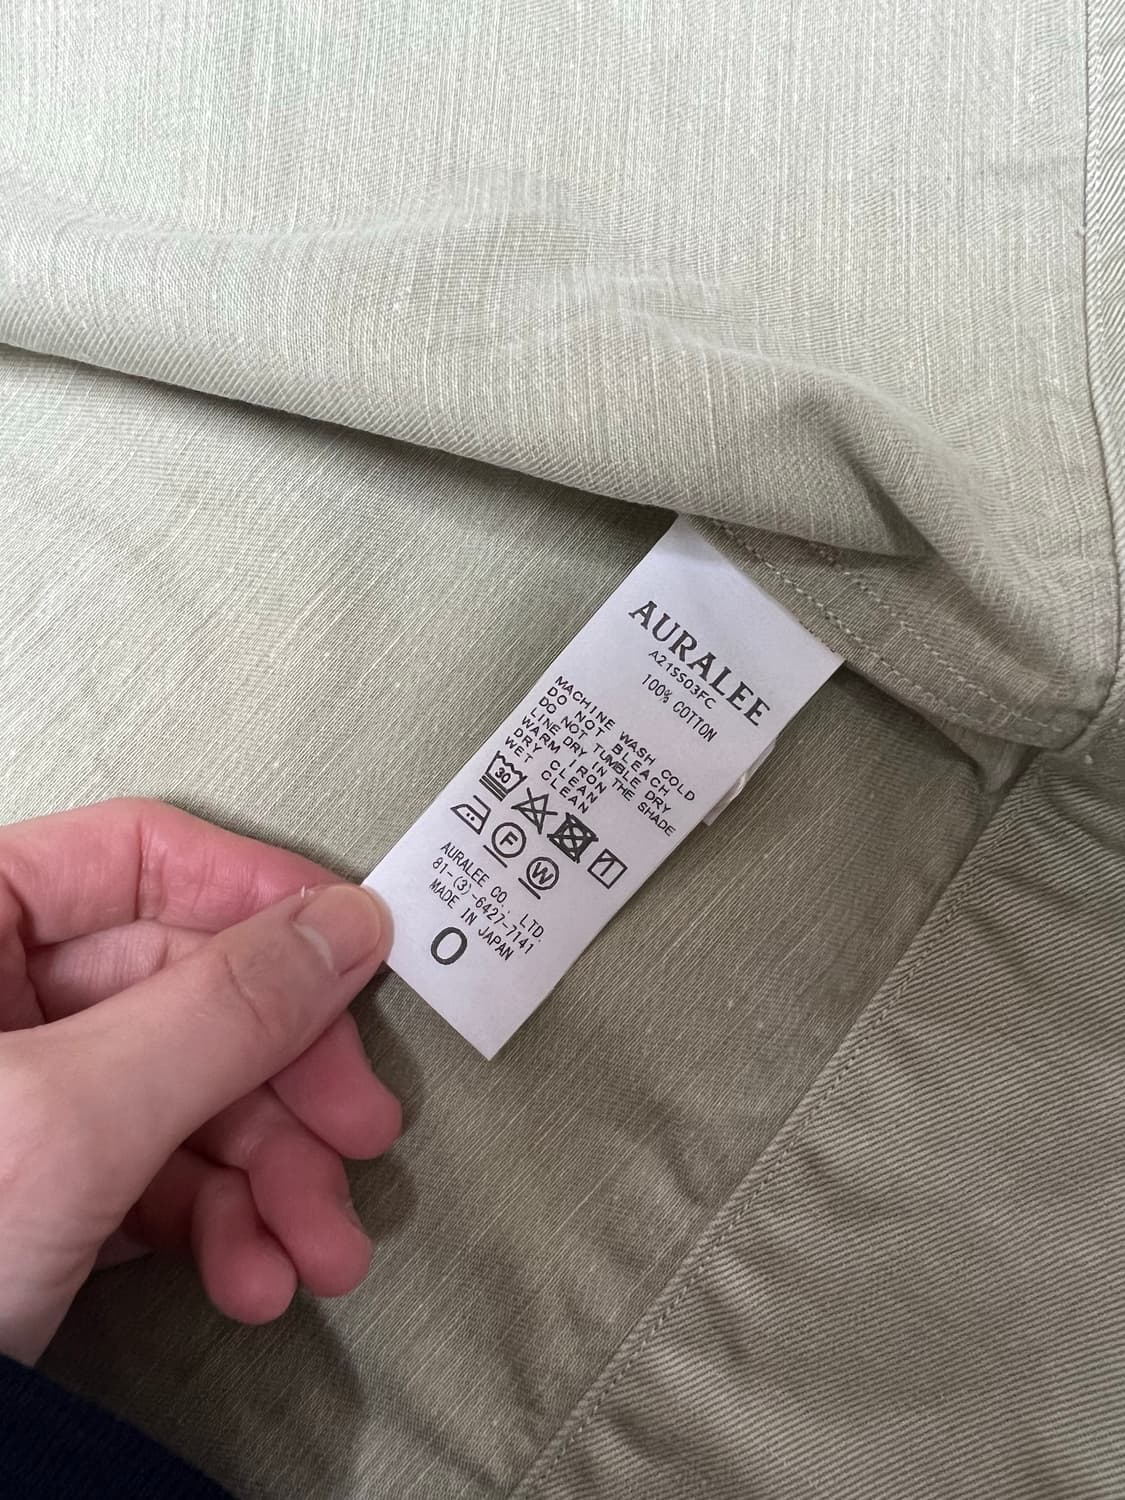 AURALEE
A21SS03FC
100% COTTON
MACHINE WASH COLD
DO NOT BLEACH
DO NOT TUMBLE DRY
LINE DRY IN THE SHADE
WARM IRON
DRY CLEAN
WET CLEAN
30
F W
AURALEE CO., LTD.
81-(3)-6427-7141
MADE IN JAPAN
0